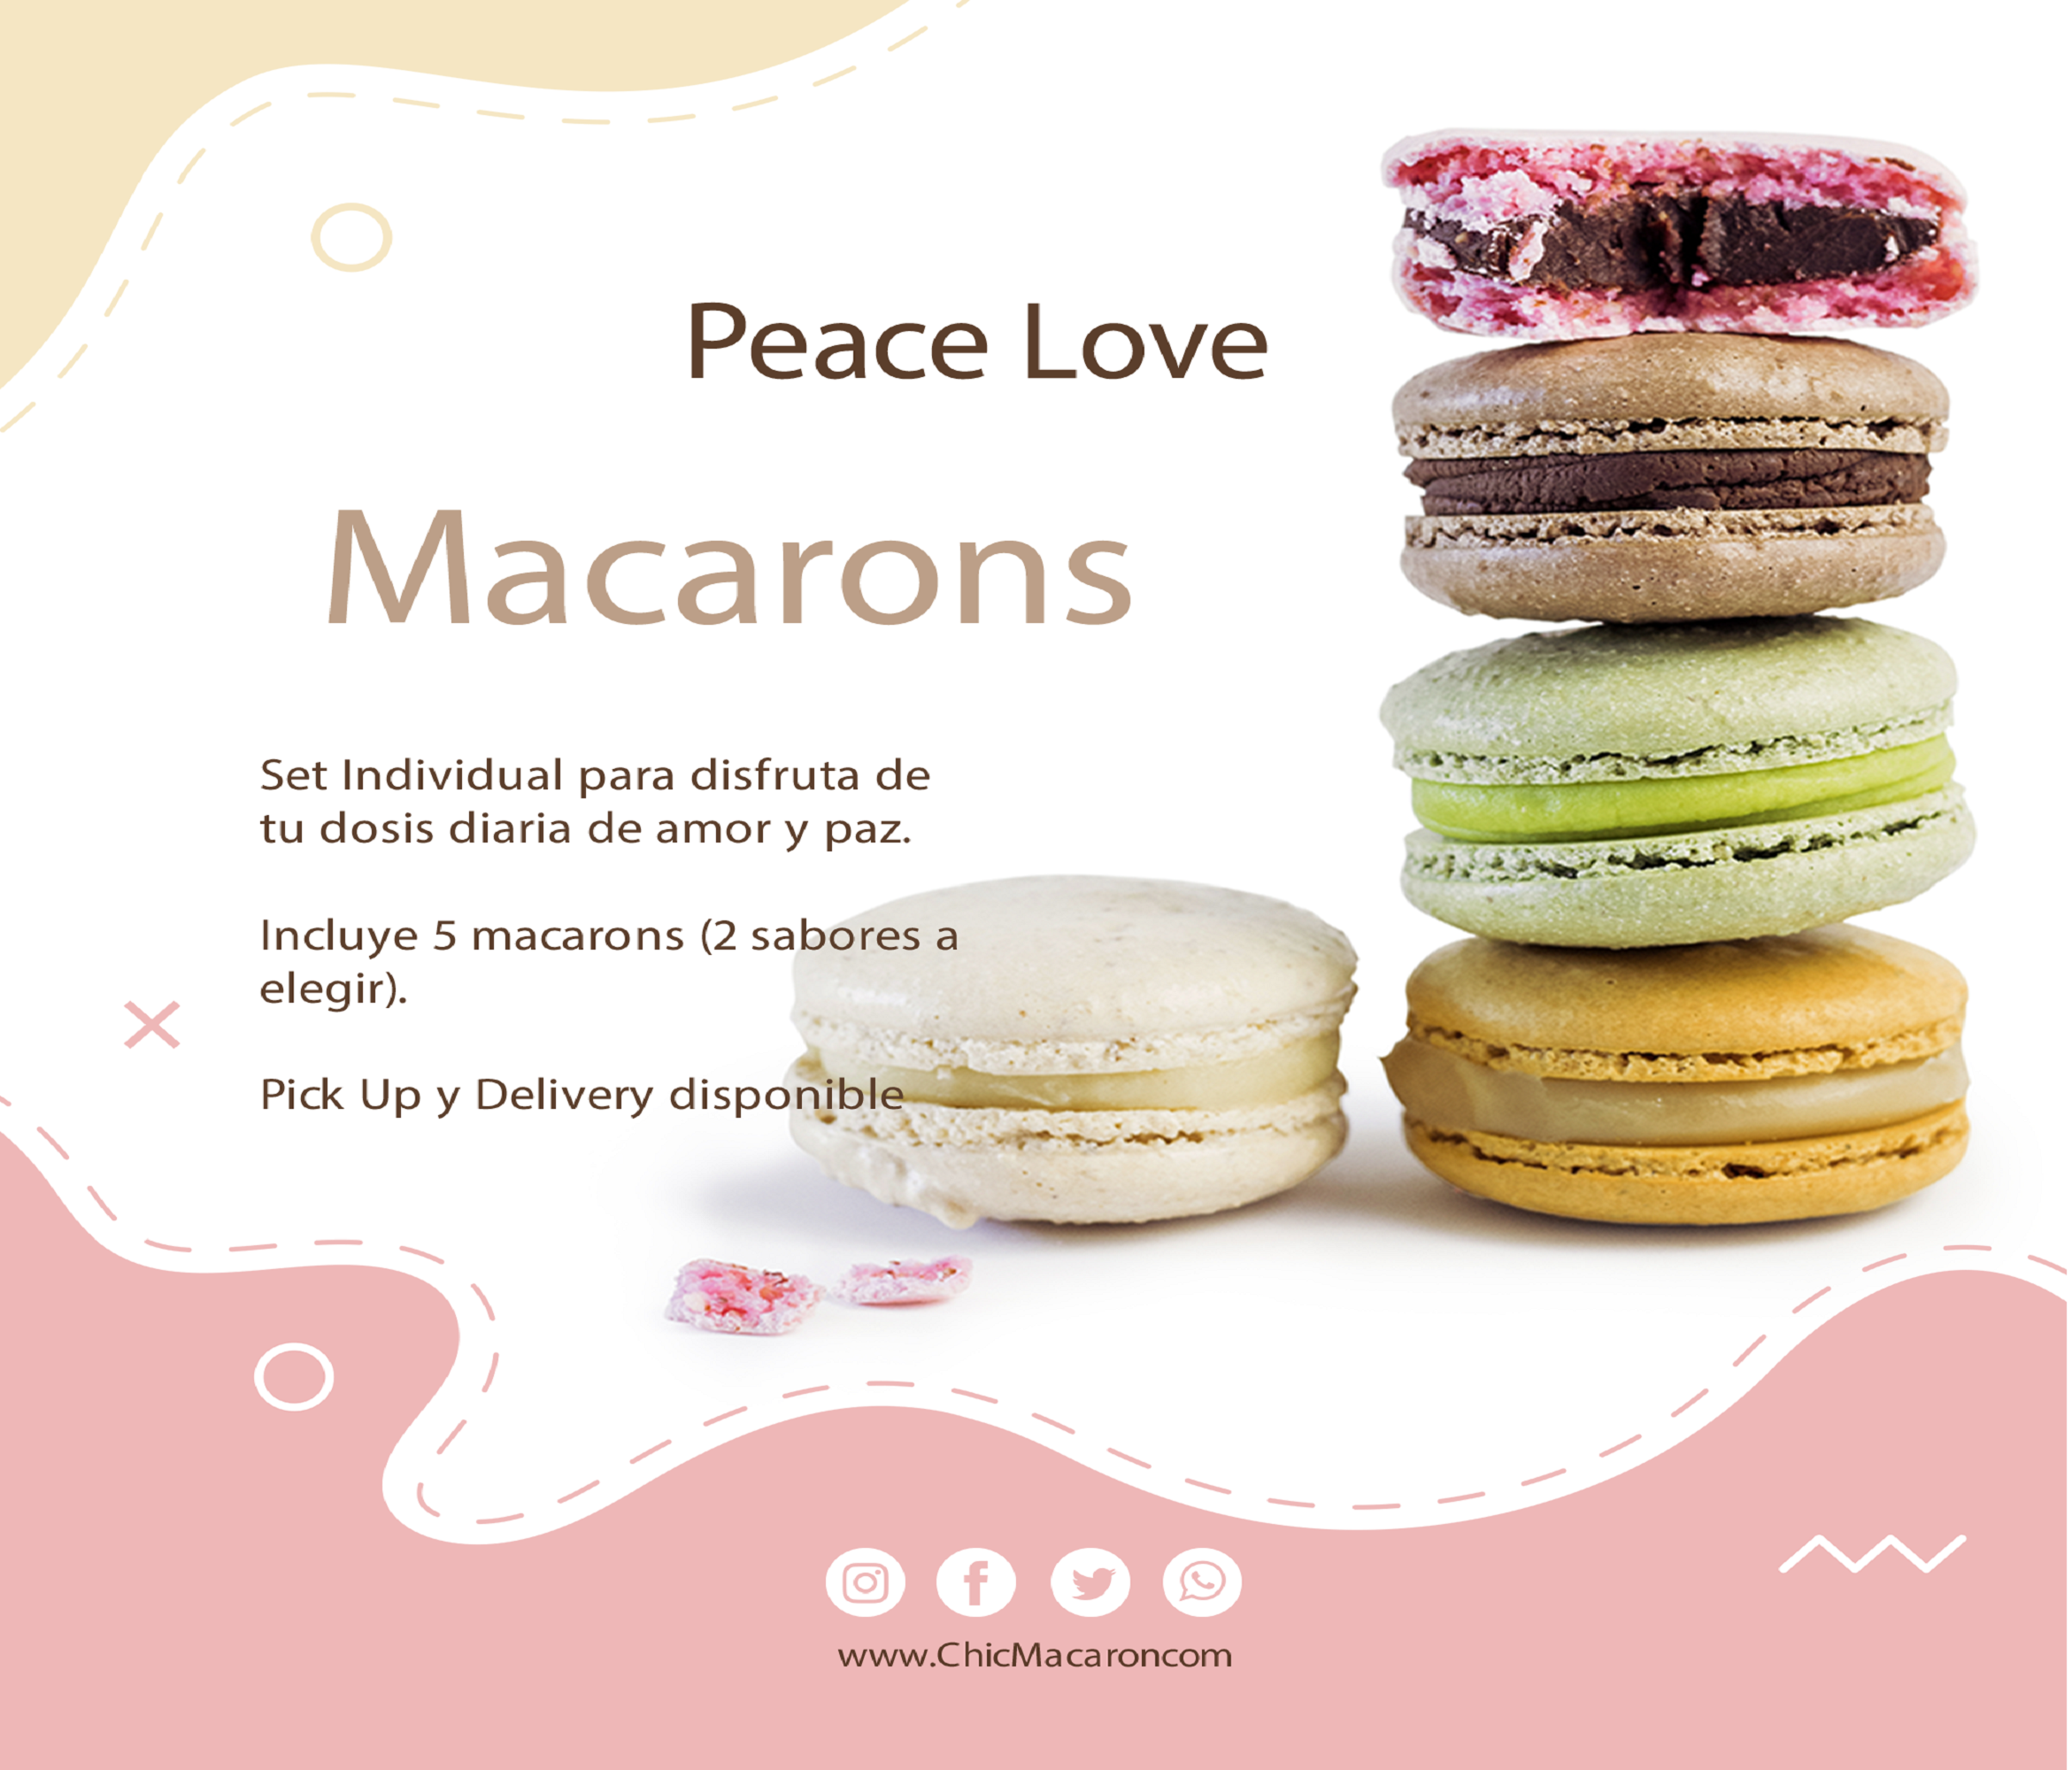 Peace Love
Macarons
Set Individual para disfruta de
tu dosis diaria de amor y paz.
Incluye 5 macarons (2 sabores a
elegir).
Pick Up y Delivery disponible
www.ChicMacaroncom